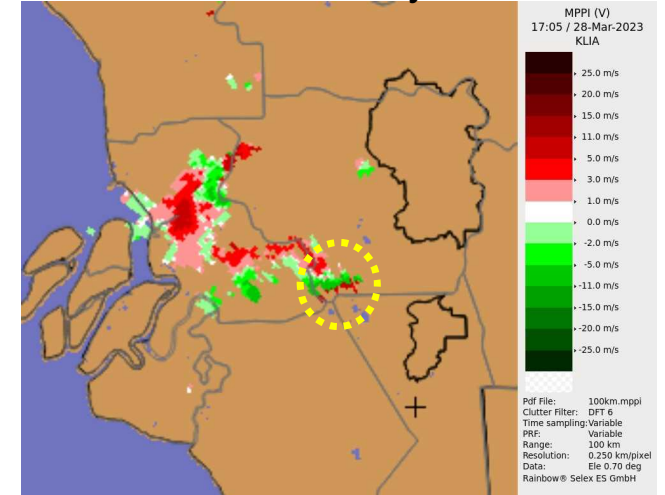 MPPI (V)
17:05 / 28-Mar-2023
KLIA
25.0 m/s
20.0 m/s
15.0 m/s
11.0 m/s
5.0 m/s
3.0 m/s
1.0 m/s
0.0 m/s
-2.0 m/s
-5.0 m/s
-11.0 m/s
-15.0 m/s
-20.0 m/s
-25.0 m/s
Pdf File: 100km.mppi
Clutter Filter: DFT 6
Time sampling:Variable
PRF: Variable
Range: 100 km
Resolution: 0.250 km/pixel
Data: Ele 0.70 deg
Rainbow® Selex ES GmbH